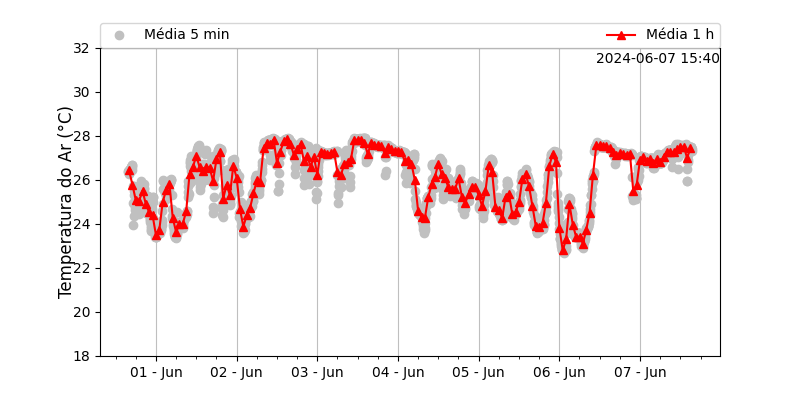 Média 5 min
Média 1 h
2024-06-07 15:40
Temperatura do Ar (°C)
32
30
28
26
24
22
20
18
01 - Jun
02 - Jun
03 - Jun
04 - Jun
05 - Jun
06 - Jun
07 - Jun